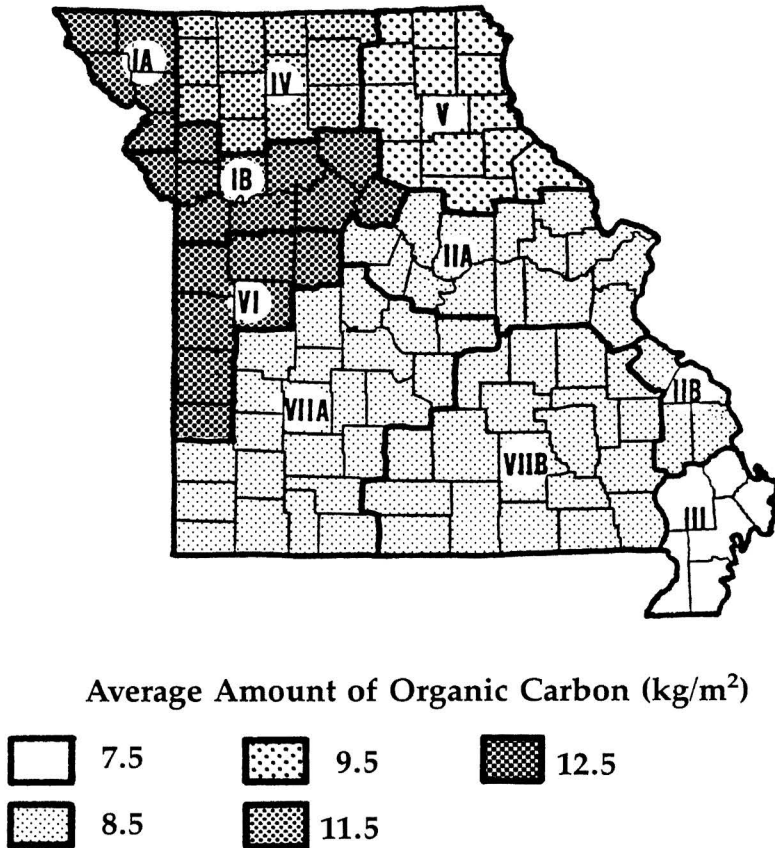 IA
IV
V
IB
IIA
VI
IIB
VIIA
VIIB
III
Average Amount of Organic Carbon (kg/m²)
7.5 9.5 12.5
8.5 11.5